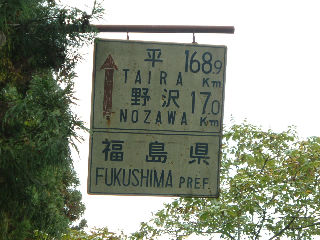 平 168.9
TAIRA Km
野沢 17.0
NOZAWA Km
福島県
FUKUSHIMA PREF.